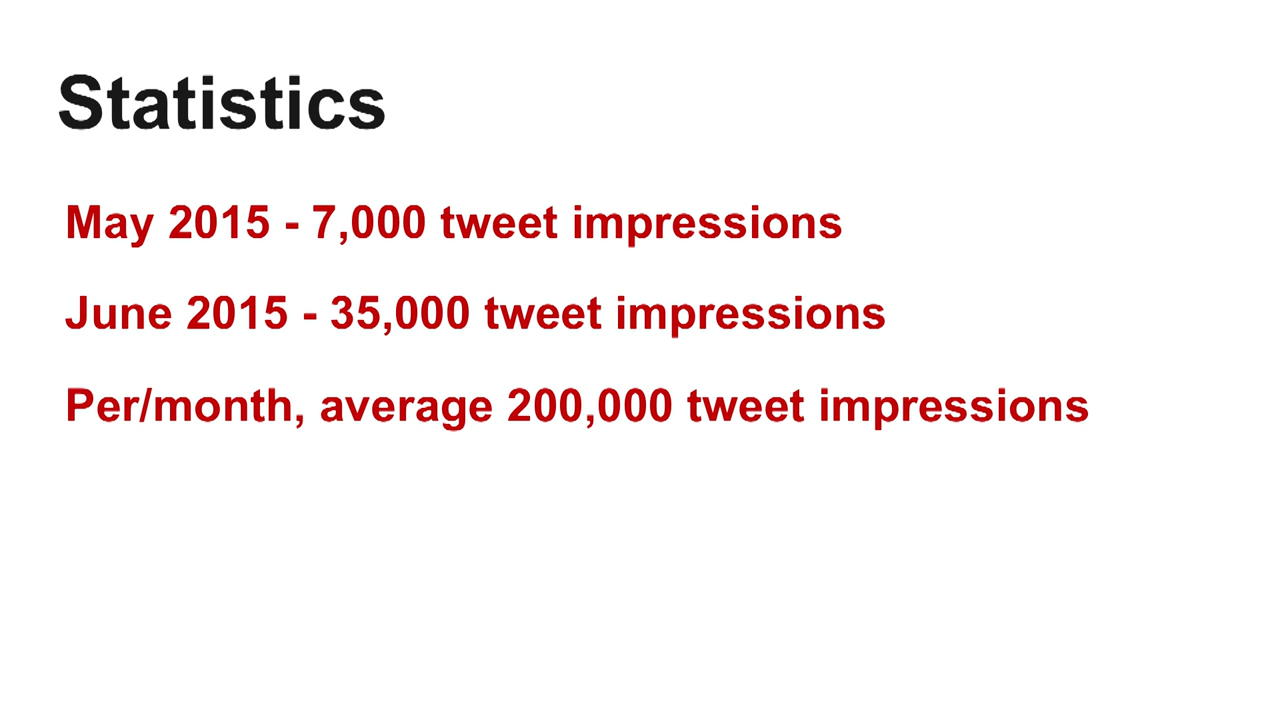 Statistics
May 2015 - 7,000 tweet impressions
June 2015 - 35,000 tweet impressions
Per/month, average 200,000 tweet impressions